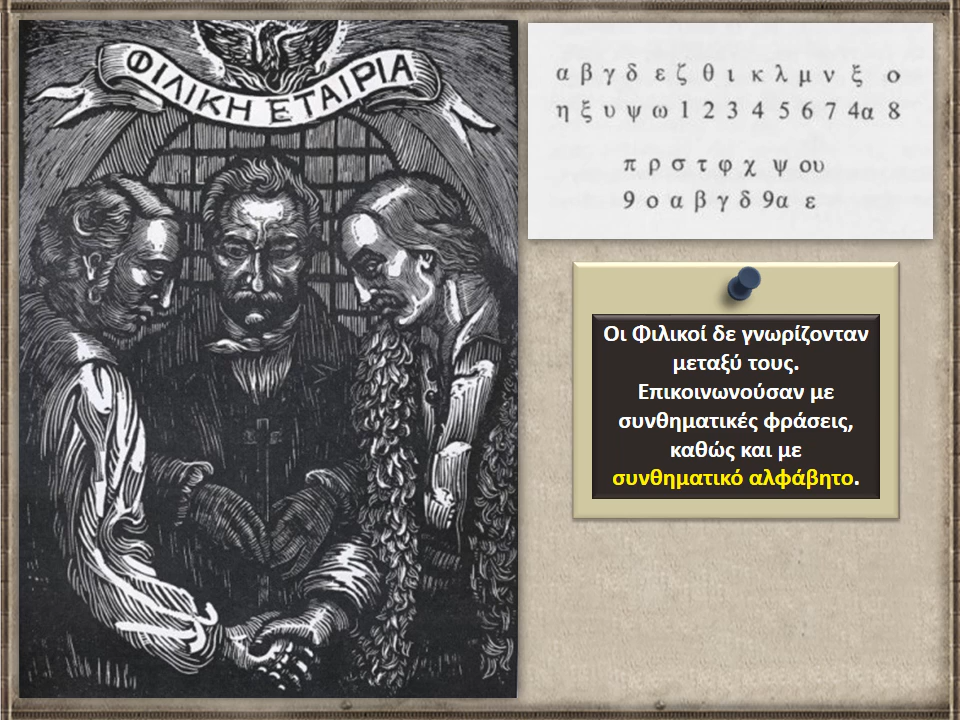 ΦΙΛΙΚΗ ΕΤΑΙΡΙΑ
α β γ δ ε ζ θ ι κ λ μ ν ξ ο
η ξ υ ψ ω 1 2 3 4 5 6 7 4α 8
π ρ σ τ φ χ ψ ου
9 ο α β γ δ 9α ε
Οι Φιλικοί δε γνωρίζονταν
μεταξύ τους.
Επικοινωνούσαν με
συνθηματικές φράσεις,
καθώς και με
συνθηματικό αλφάβητο.